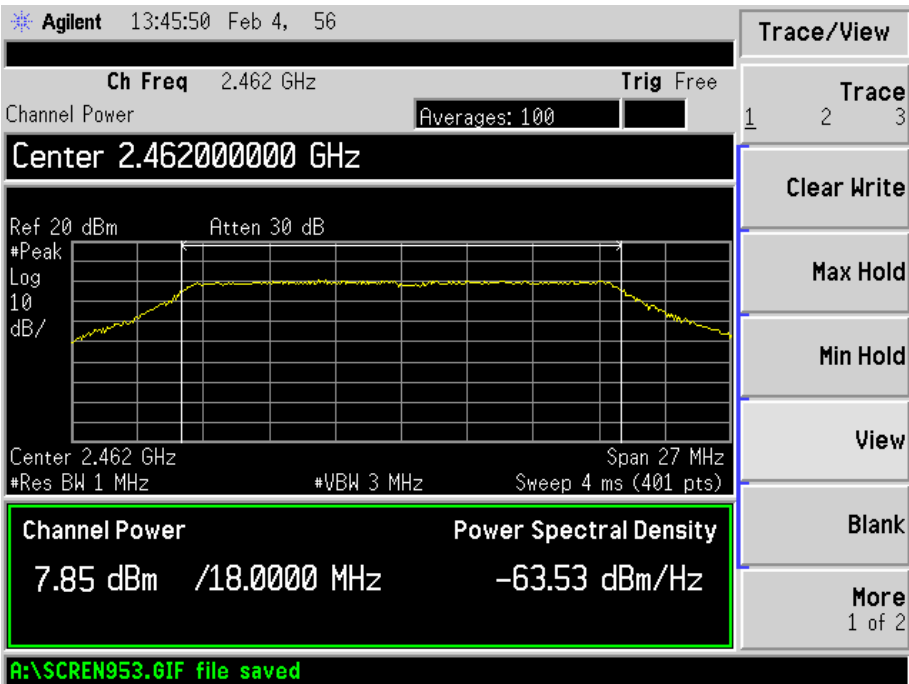 Agilent 13:45:50 Feb 4, 56
Ch Freq 2.462 GHz Trig Free
Channel Power Averages: 100
Center 2.462000000 GHz
Ref 20 dBm Atten 30 dB
#Peak
Log
10
dB/
Center 2.462 GHz Span 27 MHz
#Res BW 1 MHz #VBW 3 MHz Sweep 4 ms (401 pts)
Channel Power Power Spectral Density
7.85 dBm /18.0000 MHz -63.53 dBm/Hz
A:\SCREN953.GIF file saved
Trace/View
Trace
1 2 3
Clear Write
Max Hold
Min Hold
View
Blank
More
1 of 2